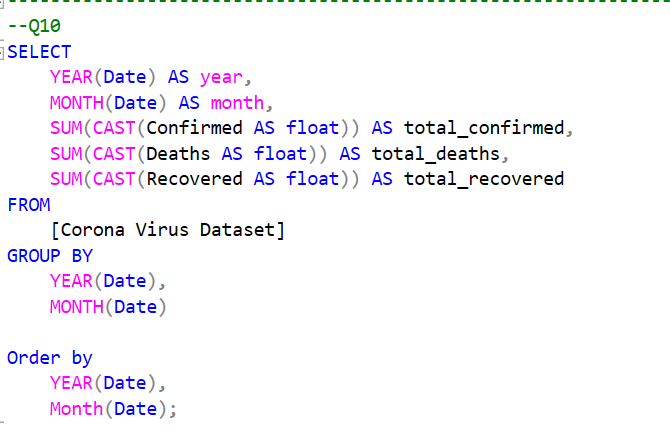 --Q10
SELECT
YEAR(Date) AS year,
MONTH(Date) AS month,
SUM(CAST(Confirmed AS float)) AS total_confirmed,
SUM(CAST(Deaths AS float)) AS total_deaths,
SUM(CAST(Recovered AS float)) AS total_recovered
FROM
[Corona Virus Dataset]
GROUP BY
YEAR(Date),
MONTH(Date)
Order by
YEAR(Date),
Month(Date);